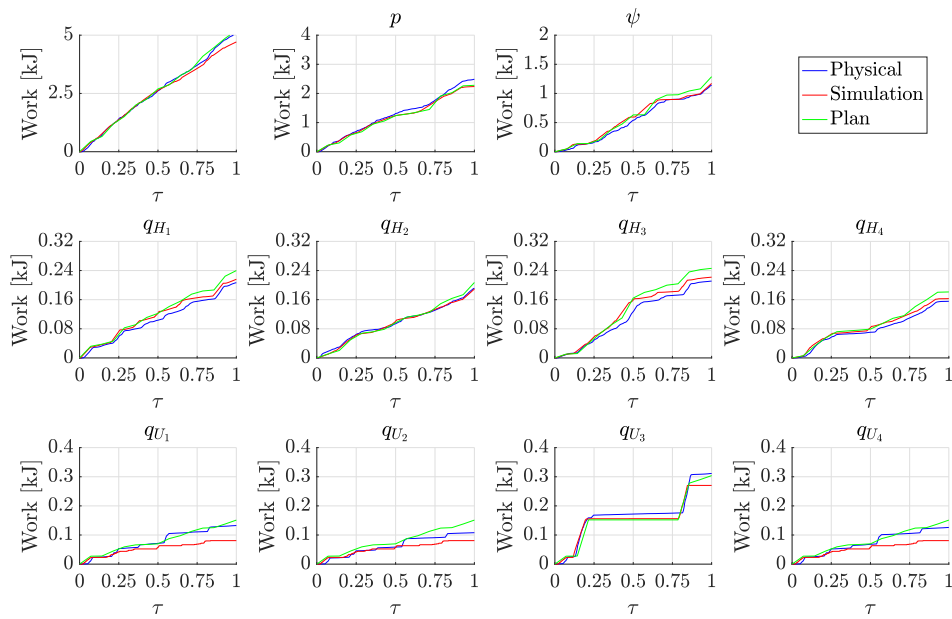 p
ψ
5
2.5
0
Work [kJ]
0 0.25 0.5 0.75 1
τ
4
3
2
1
0
Work [kJ]
0 0.25 0.5 0.75 1
τ
2
1.5
1
0.5
0
Work [kJ]
0 0.25 0.5 0.75 1
τ
Physical
Simulation
Plan
q_{H_1}
0.32
0.24
0.16
0.08
0
Work [kJ]
0 0.25 0.5 0.75 1
τ
q_{H_2}
0.32
0.24
0.16
0.08
0
Work [kJ]
0 0.25 0.5 0.75 1
τ
q_{H_3}
0.32
0.24
0.16
0.08
0
Work [kJ]
0 0.25 0.5 0.75 1
τ
q_{H_4}
0.32
0.24
0.16
0.08
0
Work [kJ]
0 0.25 0.5 0.75 1
τ
q_{U_1}
0.4
0.3
0.2
0.1
0
Work [kJ]
0 0.25 0.5 0.75 1
τ
q_{U_2}
0.4
0.3
0.2
0.1
0
Work [kJ]
0 0.25 0.5 0.75 1
τ
q_{U_3}
0.4
0.3
0.2
0.1
0
Work [kJ]
0 0.25 0.5 0.75 1
τ
q_{U_4}
0.4
0.3
0.2
0.1
0
Work [kJ]
0 0.25 0.5 0.75 1
τ